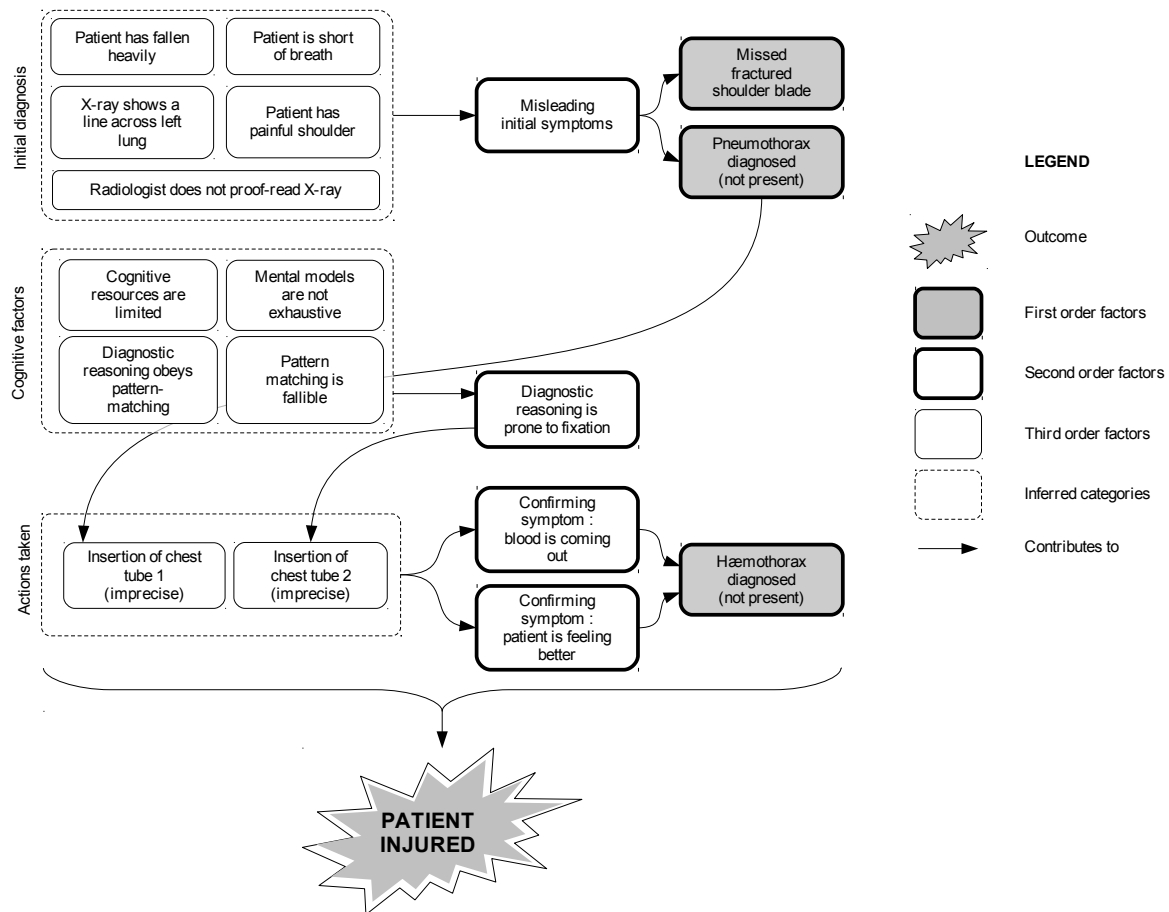 Initial diagnosis
Patient has fallen
heavily
Patient is short
of breath
X-ray shows a
line across left
lung
Patient has
painful shoulder
Radiologist does not proof-read X-ray
Misleading
initial symptoms
Missed
fractured
shoulder blade
Pneumothorax
diagnosed
(not present)
Cognitive factors
Cognitive
resources are
limited
Mental models
are not
exhaustive
Diagnostic
reasoning obeys
pattern-
matching
Pattern
matching is
fallible
Diagnostic
reasoning is
prone to fixation
Actions taken
Insertion of chest
tube 1
(imprecise)
Insertion of
chest tube 2
(imprecise)
Confirming
symptom :
blood is coming
out
Confirming
symptom :
patient is feeling
better
Hæmothorax
diagnosed
(not present)
PATIENT
INJURED
LEGEND
Outcome
First order factors
Second order factors
Third order factors
Inferred categories
Contributes to